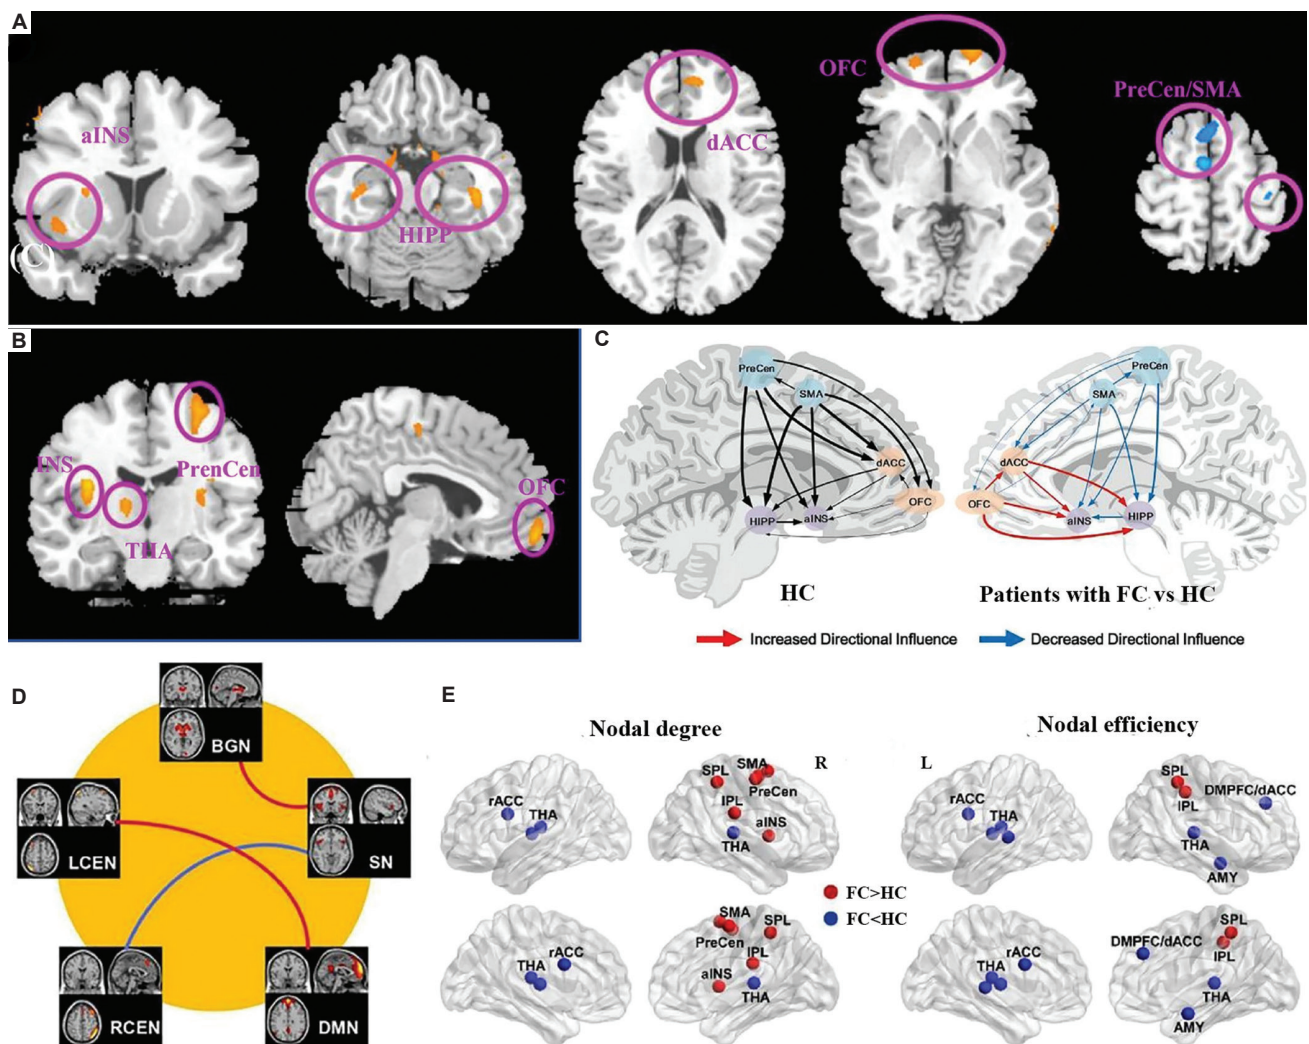 A
aINS
(C)
HIPP
dACC
OFC
PreCen/SMA
B
INS
THA
PrenCen
OFC
C
PreCen
SMA
dACC
OFC
HIPP
aINS
HC
PreCen
SMA
dACC
OFC
aINS
HIPP
Patients with FC vs HC
Increased Directional Influence
Decreased Directional Influence
D
BGN
LCEN
SN
RCEN
DMN
E
Nodal degree
Nodal efficiency
R
L
rACC
THA
SPL
SMA
PreCen
IPL
aINS
THA
rACC
THA
SPL
IPL
DMPFC/dACC
THA
AMY
FC>HC
FC<HC
rACC
THA
SMA
PreCen
SPL
IPL
aINS
THA
rACC
THA
DMPFC/dACC
SPL
IPL
THA
AMY